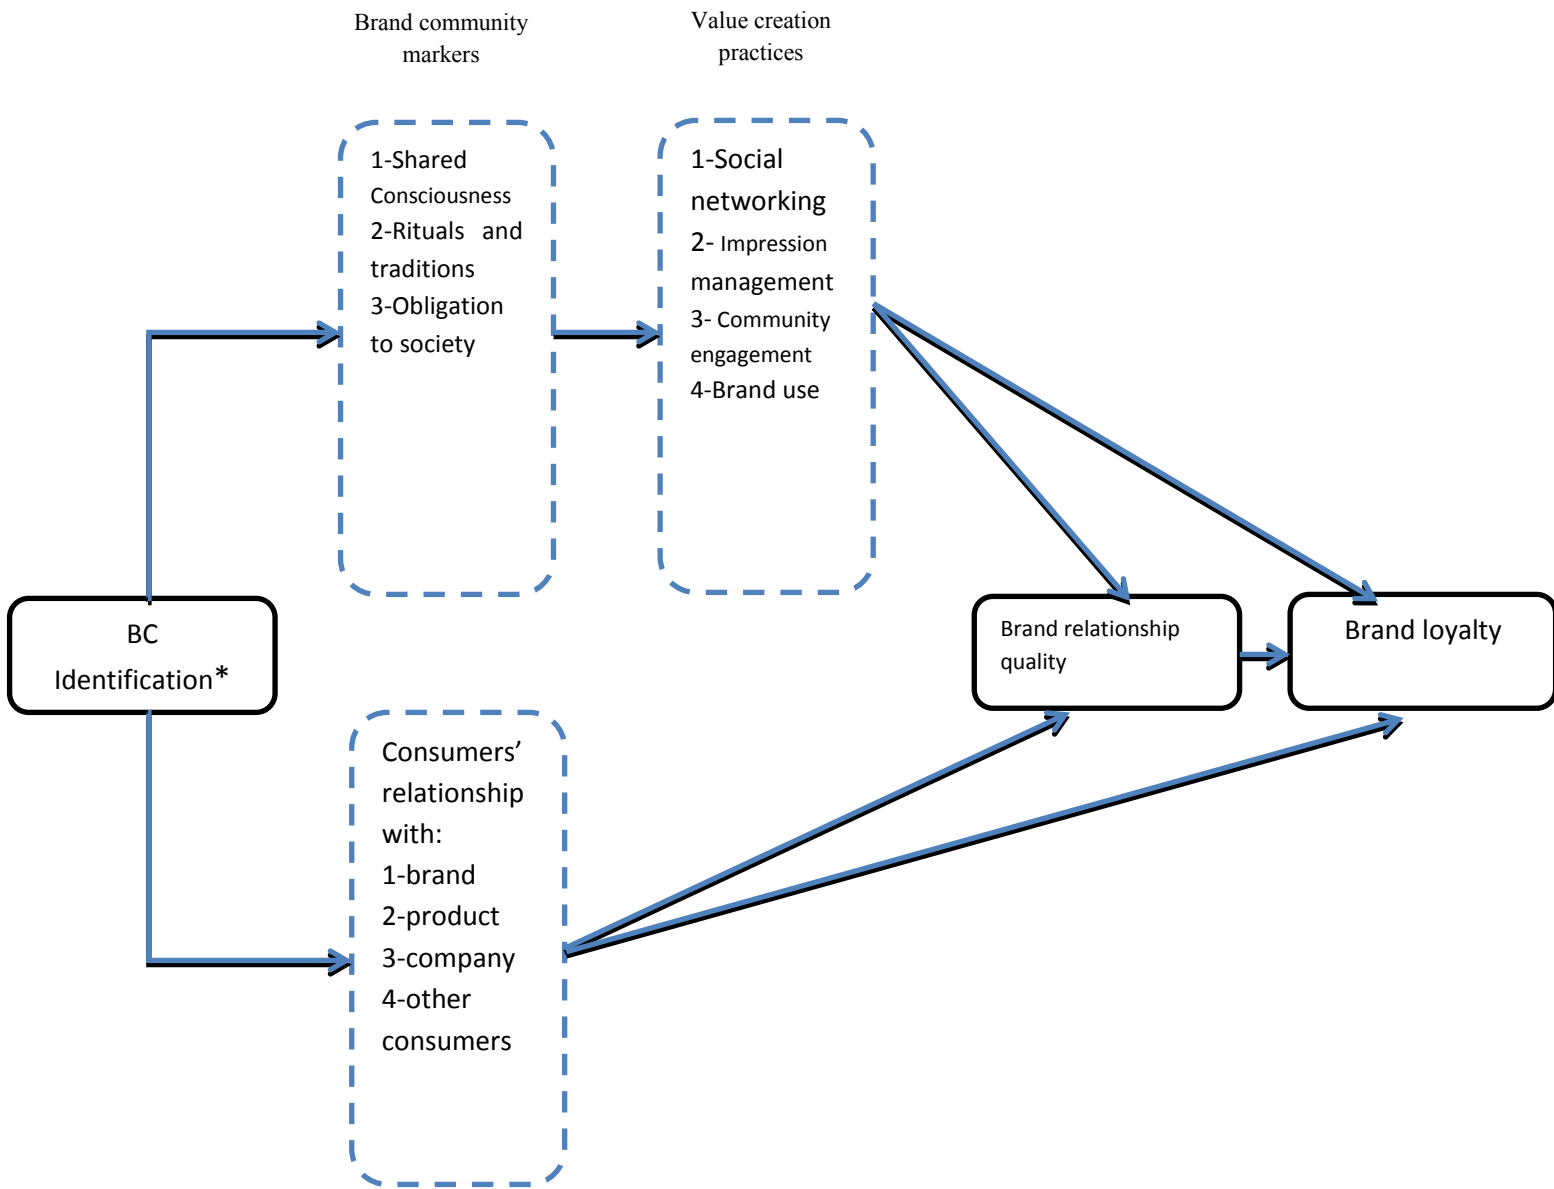 Brand community
markers
Value creation
practices
1-Shared
Consciousness
2-Rituals and
traditions
3-Obligation
to society
1-Social
networking
2- Impression
management
3- Community
engagement
4-Brand use
BC
Identification*
Brand relationship
quality
Brand loyalty
Consumers’
relationship
with:
1-brand
2-product
3-company
4-other
consumers